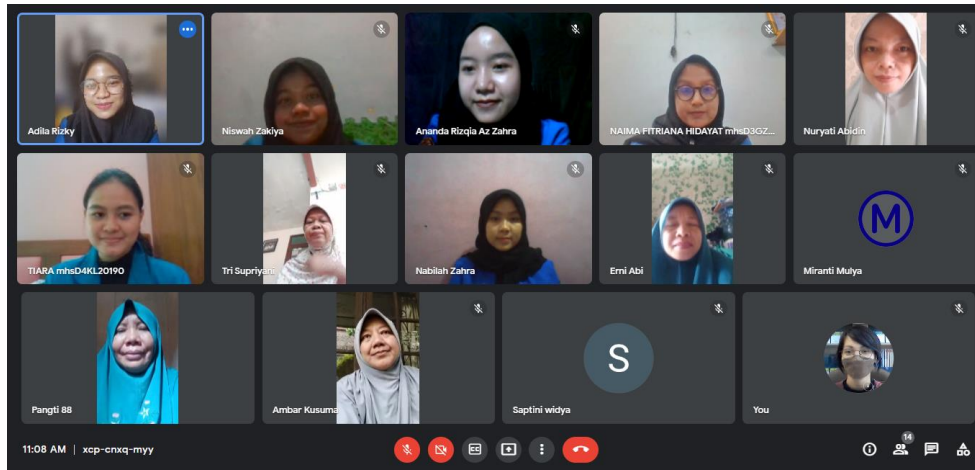 Adila Rizky
Niswah Zakiya
Ananda Rizqia Az Zahra
NAIMA FITRIANA HIDAYAT mhsD3GZ...
Nuryati Abidin
TIARA mhsD4KL20190
Tri Supriyani
Nabilah Zahra
Erni Abi
M
Miranti Mulya
Pangti 88
Ambar Kusuma
S
Saptini widya
You
11:08 AM | xcp-cnxq-myy
CC
14